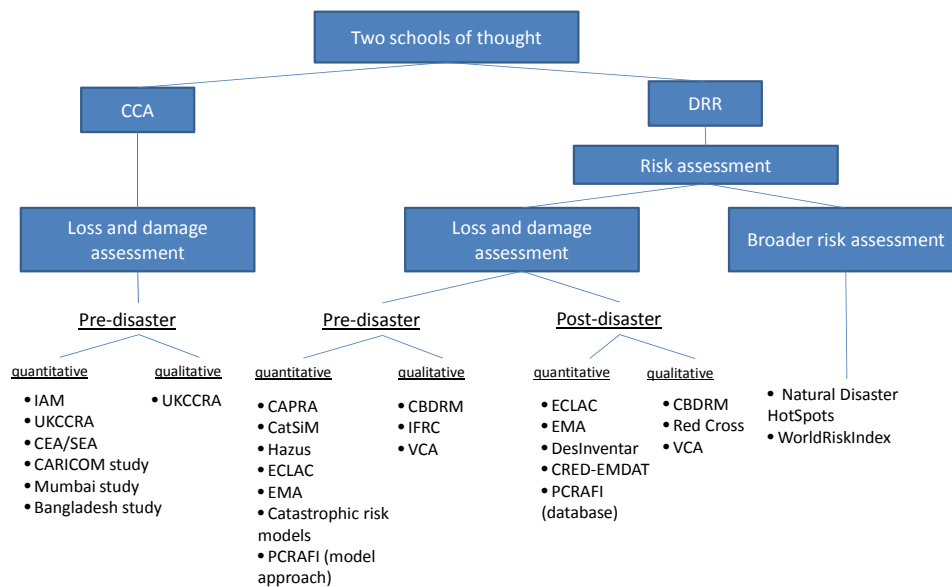 Two schools of thought
CCA
DRR
Risk assessment
Loss and damage
assessment
Loss and damage
assessment
Broader risk assessment
Pre-disaster
Pre-disaster
Post-disaster
quantitative
qualitative
quantitative
qualitative
quantitative
qualitative
• IAM
• UKCCRA
• CEA/SEA
• CARICOM study
• Mumbai study
• Bangladesh study
• UKCCRA
• CAPRA
• CatSiM
• Hazus
• ECLAC
• EMA
• Catastrophic risk
models
• PCRAFI (model
approach)
• CBDRM
• IFRC
• VCA
• ECLAC
• EMA
• DesInventar
• CRED-EMDAT
• PCRAFI
(database)
• CBDRM
• Red Cross
• VCA
• Natural Disaster
HotSpots
• WorldRiskIndex